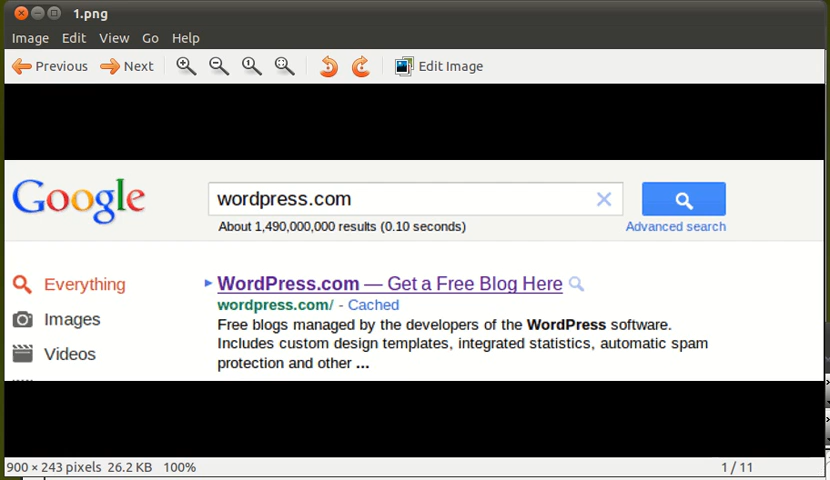 1.png
Image Edit View Go Help
Previous Next Edit Image
Google
wordpress.com
About 1,490,000,000 results (0.10 seconds) Advanced search
Everything
WordPress.com — Get a Free Blog Here
wordpress.com/ - Cached
Images
Free blogs managed by the developers of the WordPress software.
Includes custom design templates, integrated statistics, automatic spam
Videos
protection and other ...
900 × 243 pixels 26.2 KB 100% 1 / 11